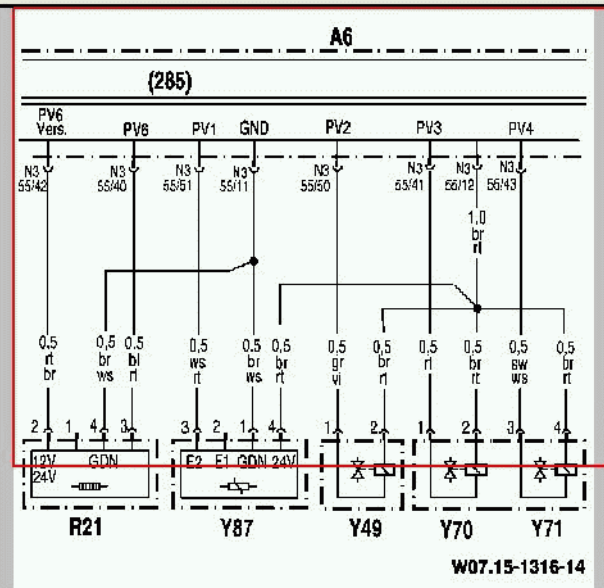 A6
(285)
PV6
Vers. PV6 PV1 GND PV2 PV3 PV4
N3 N3 N3 N3 N3 N3 N3 N3
55/42 55/40 55/51 55/11 55/50 55/41 55/12 55/43
1,0
br
rl
0,5 0,5 0,5 0,5 0,5 0,5 0,5 0,5 0,5 0,5 0,5 0,5
rt br bl ws br br gr br rl br sw br
br ws rl rt ws rt vi rl rt ws rt
2 1 4 3 3 2 1 4 1 2 1 2 3 4
12V GDN E2 E1 GDN 24V
24V
R21 Y87 Y49 Y70 Y71
W07.15-1316-14